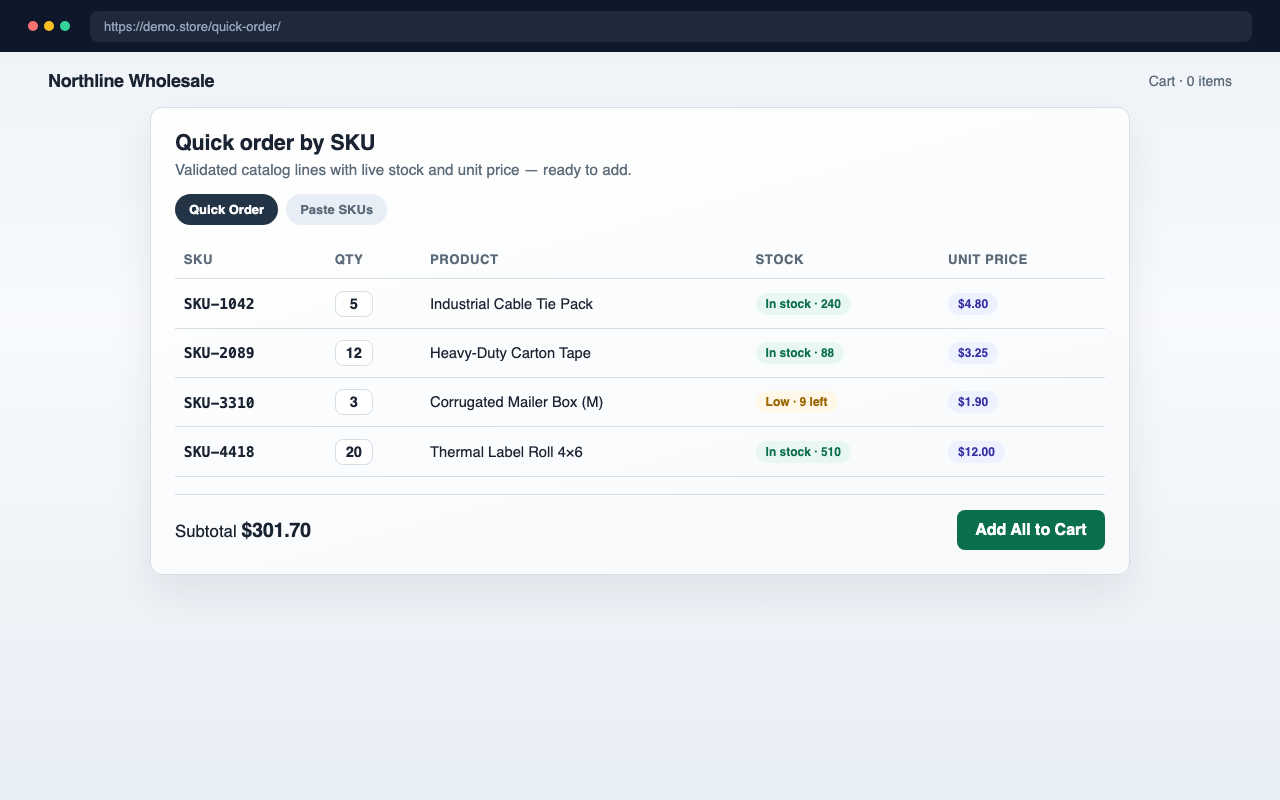 https://demo.store/quick-order/
Northline Wholesale
Cart · 0 items
Quick order by SKU
Validated catalog lines with live stock and unit price — ready to add.
Quick Order
Paste SKUs
SKU QTY PRODUCT STOCK UNIT PRICE
SKU-1042 5 Industrial Cable Tie Pack In stock · 240 $4.80
SKU-2089 12 Heavy-Duty Carton Tape In stock · 88 $3.25
SKU-3310 3 Corrugated Mailer Box (M) Low · 9 left $1.90
SKU-4418 20 Thermal Label Roll 4×6 In stock · 510 $12.00
Subtotal $301.70
Add All to Cart